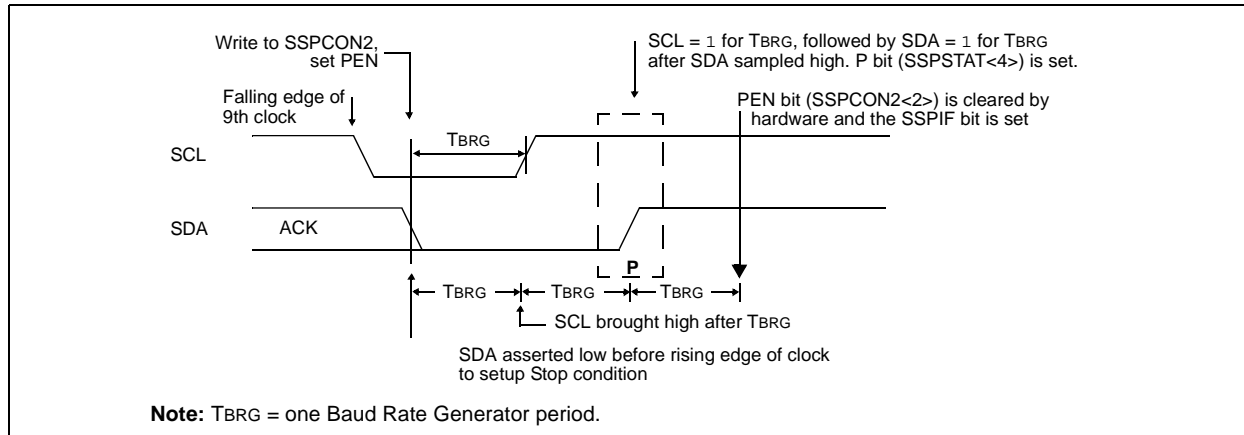 Write to SSPCON2,
set PEN
SCL = 1 for TBRG, followed by SDA = 1 for TBRG
after SDA sampled high. P bit (SSPSTAT<4>) is set.
Falling edge of
9th clock
PEN bit (SSPCON2<2>) is cleared by
hardware and the SSPIF bit is set
SCL
TBRG
SDA
ACK
P
TBRG
TBRG
TBRG
SCL brought high after TBRG
SDA asserted low before rising edge of clock
to setup Stop condition
Note: TBRG = one Baud Rate Generator period.